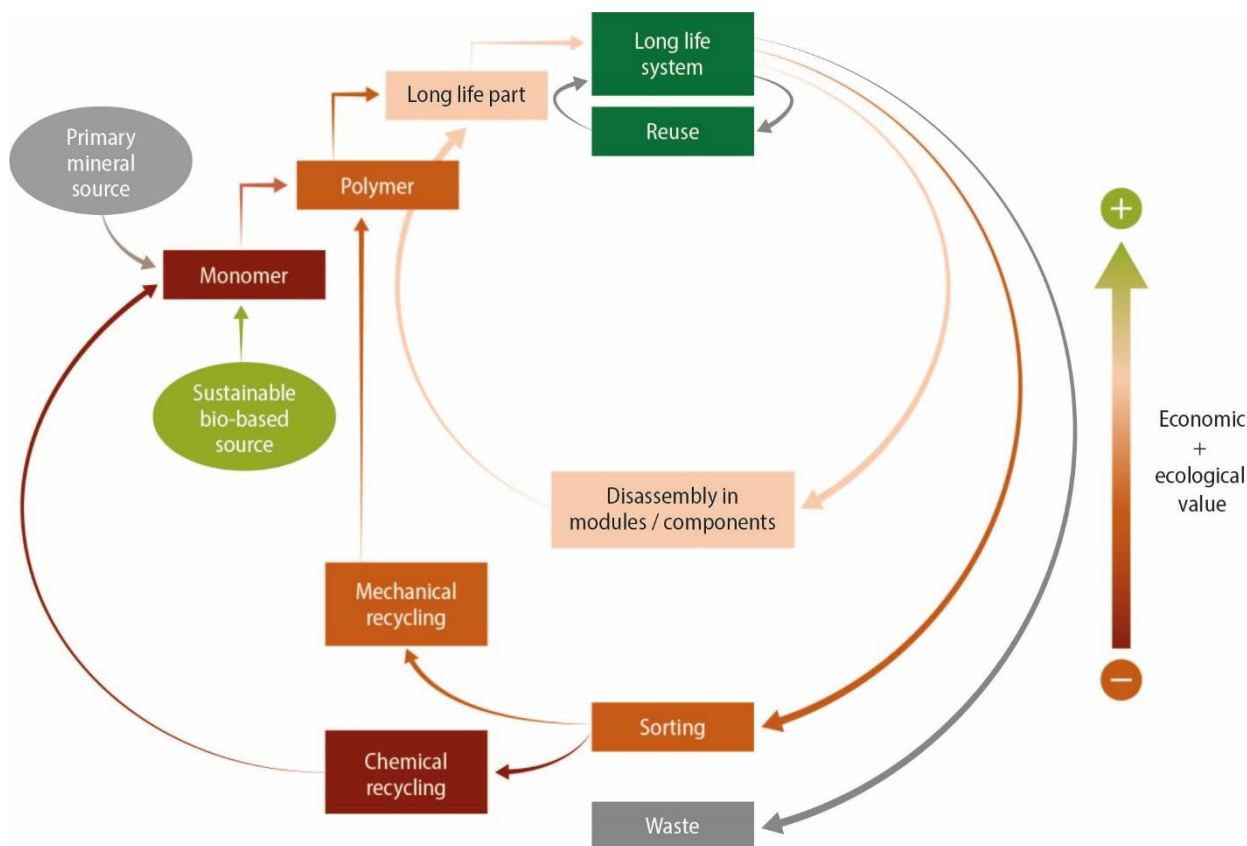 Long life
system
Long life part
Reuse
Primary
mineral
source
Polymer
Monomer
Sustainable
bio-based
source
Disassembly in
modules / components
Mechanical
recycling
Sorting
Chemical
recycling
Waste
+
Economic
+
ecological
value
−